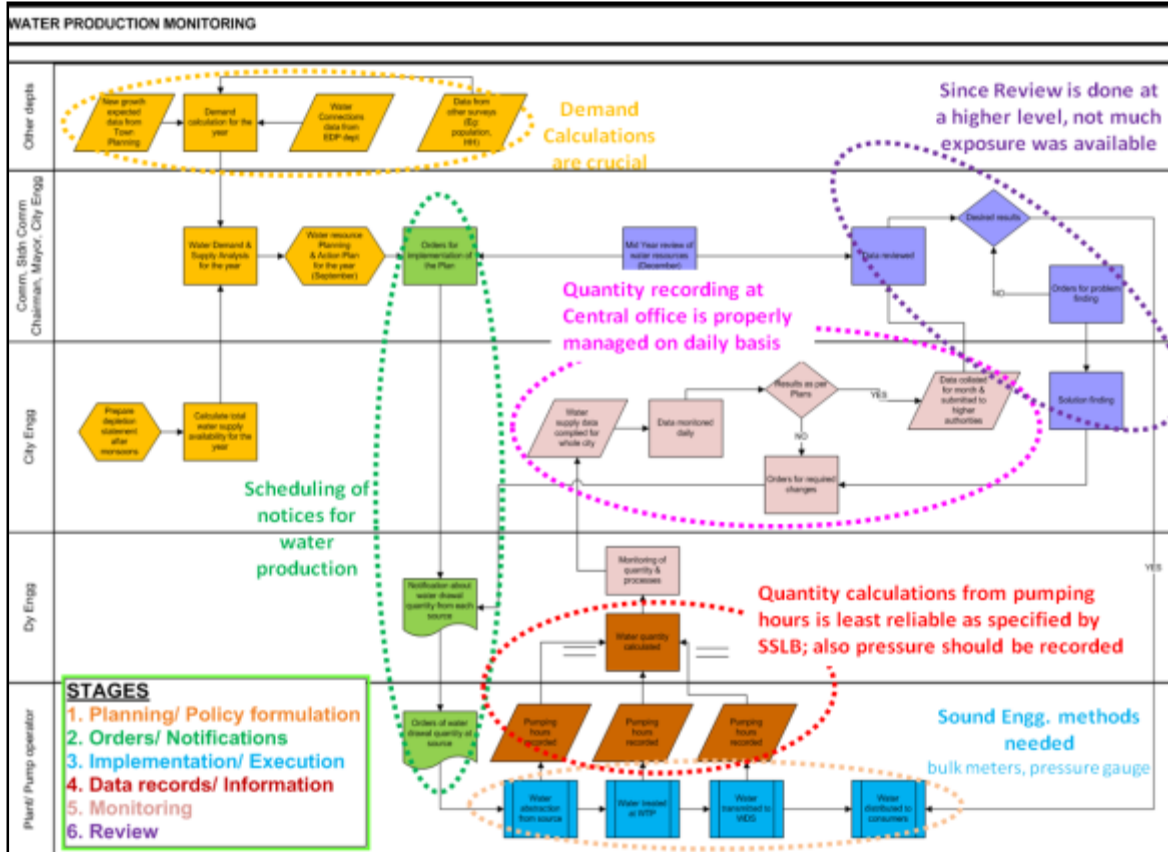 WATER PRODUCTION MONITORING
Other depts
New growth
expected
data from
Town
Planning
Demand
calculation for the
year
Water
Connections
data from
EDP dept.
Data from
other surveys
(Eg:
population,
HH)
Demand
Calculations
are crucial
Since Review is done at
a higher level, not much
exposure was available
Comm, Stdn Comm
Chairman, Mayor, City Engg
Water Demand &
Supply Analysis
for the year
Water resource
Planning
& Action Plan
for the year
(September)
Orders for
implementation of
the Plan
Mid Year review of
water resources
(December)
Data reviewed
Desired results
NO
Orders for problem
finding
Quantity recording at
Central office is properly
managed on daily basis
City Engg
Prepare
depletion
statement
after
monsoons
Calculate total
water supply
availability for the
year
Water
supply data
complied for
whole city
Data monitored
daily
Results as per
Plans
YES
NO
Data collated
for month &
submitted to
higher
authorities
Solution finding
Orders for required
changes
Scheduling of
notices for
water
production
Dy Engg
Notification about
water drawal
quantity from each
source
Monitoring of
quantity &
processes
Water quantity
calculated
Quantity calculations from pumping
hours is least reliable as specified by
SSLB; also pressure should be recorded
YES
Plant/ Pump operator
STAGES
1. Planning/ Policy formulation
2. Orders/ Notifications
3. Implementation/ Execution
4. Data records/ Information
5. Monitoring
6. Review
Orders of water
drawal quantity at
source
Pumping
hours
recorded
Pumping
hours
recorded
Pumping
hours
recorded
Sound Engg. methods
needed
bulk meters, pressure gauge
Water
abstraction
from source
Water treated
at WTP
Water
transmitted to
WDS
Water
distributed to
consumers